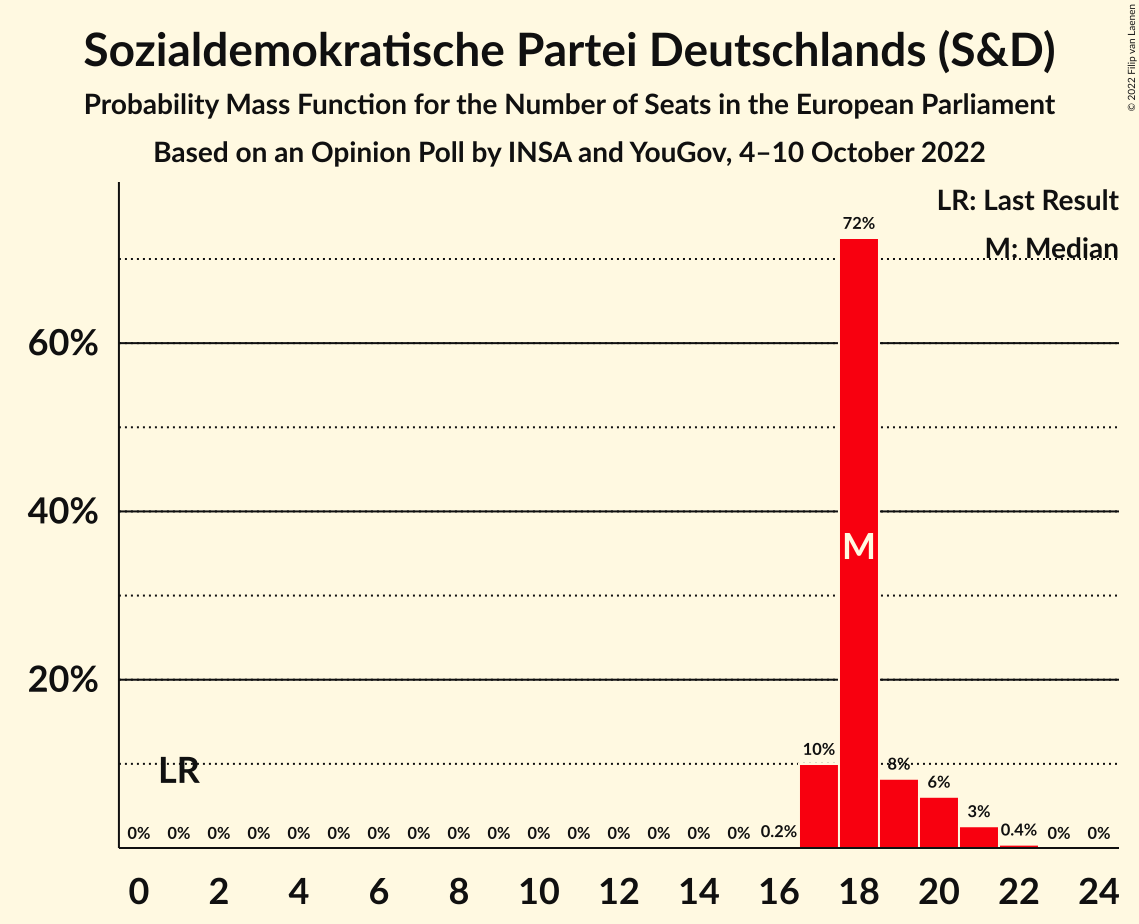 Sozialdemokratische Partei Deutschlands (S&D)
Probability Mass Function for the Number of Seats in the European Parliament
Based on an Opinion Poll by INSA and YouGov, 4–10 October 2022
© 2022 Filip van Laenen
LR: Last Result
M: Median
72%
60%
40%
M
20%
10%
LR
8%
6%
3%
0% 0% 0% 0% 0% 0% 0% 0% 0% 0% 0% 0% 0% 0% 0% 0% 0.2% 0.4% 0% 0%
0 2 4 6 8 10 12 14 16 18 20 22 24